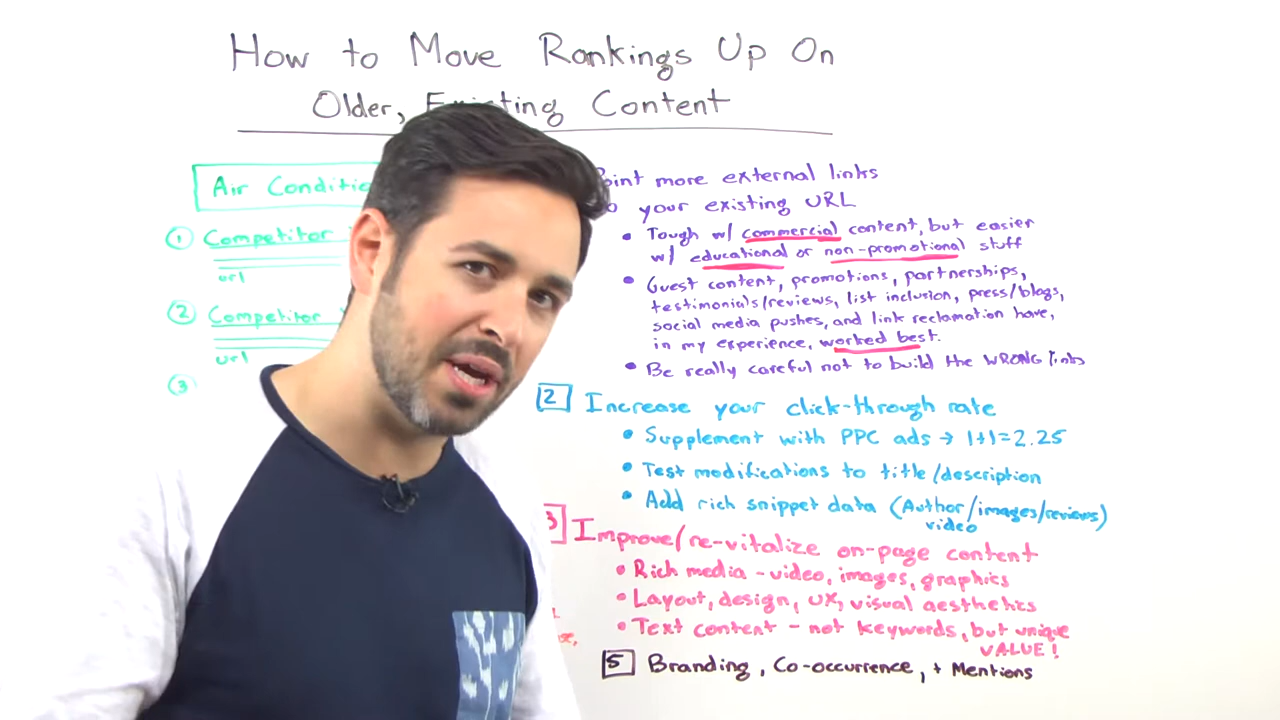 How to Move Rankings Up On
Older, Existing Content
Air Conditio
① Competitor
url
② Competitor
url
③
Point more external links
to your existing URL
• Tough w/ commercial content, but easier
w/ educational or non-promotional stuff
• Guest content, promotions, partnerships,
testimonials/reviews, list inclusion, press/blogs,
social media pushes, and link reclamation have,
in my experience, worked best.
• Be really careful not to build the WRONG links
2 Increase your click-through rate
• Supplement with PPC ads → 1+1=2.25
• Test modifications to title/description
• Add rich snippet data (Author/images/reviews)
video
3 Improve/re-vitalize on-page content
• Rich media - video, images, graphics
• Layout, design, UX, visual aesthetics
• Text content - not keywords, but unique
VALUE!
5 Branding, Co-occurrence, + Mentions